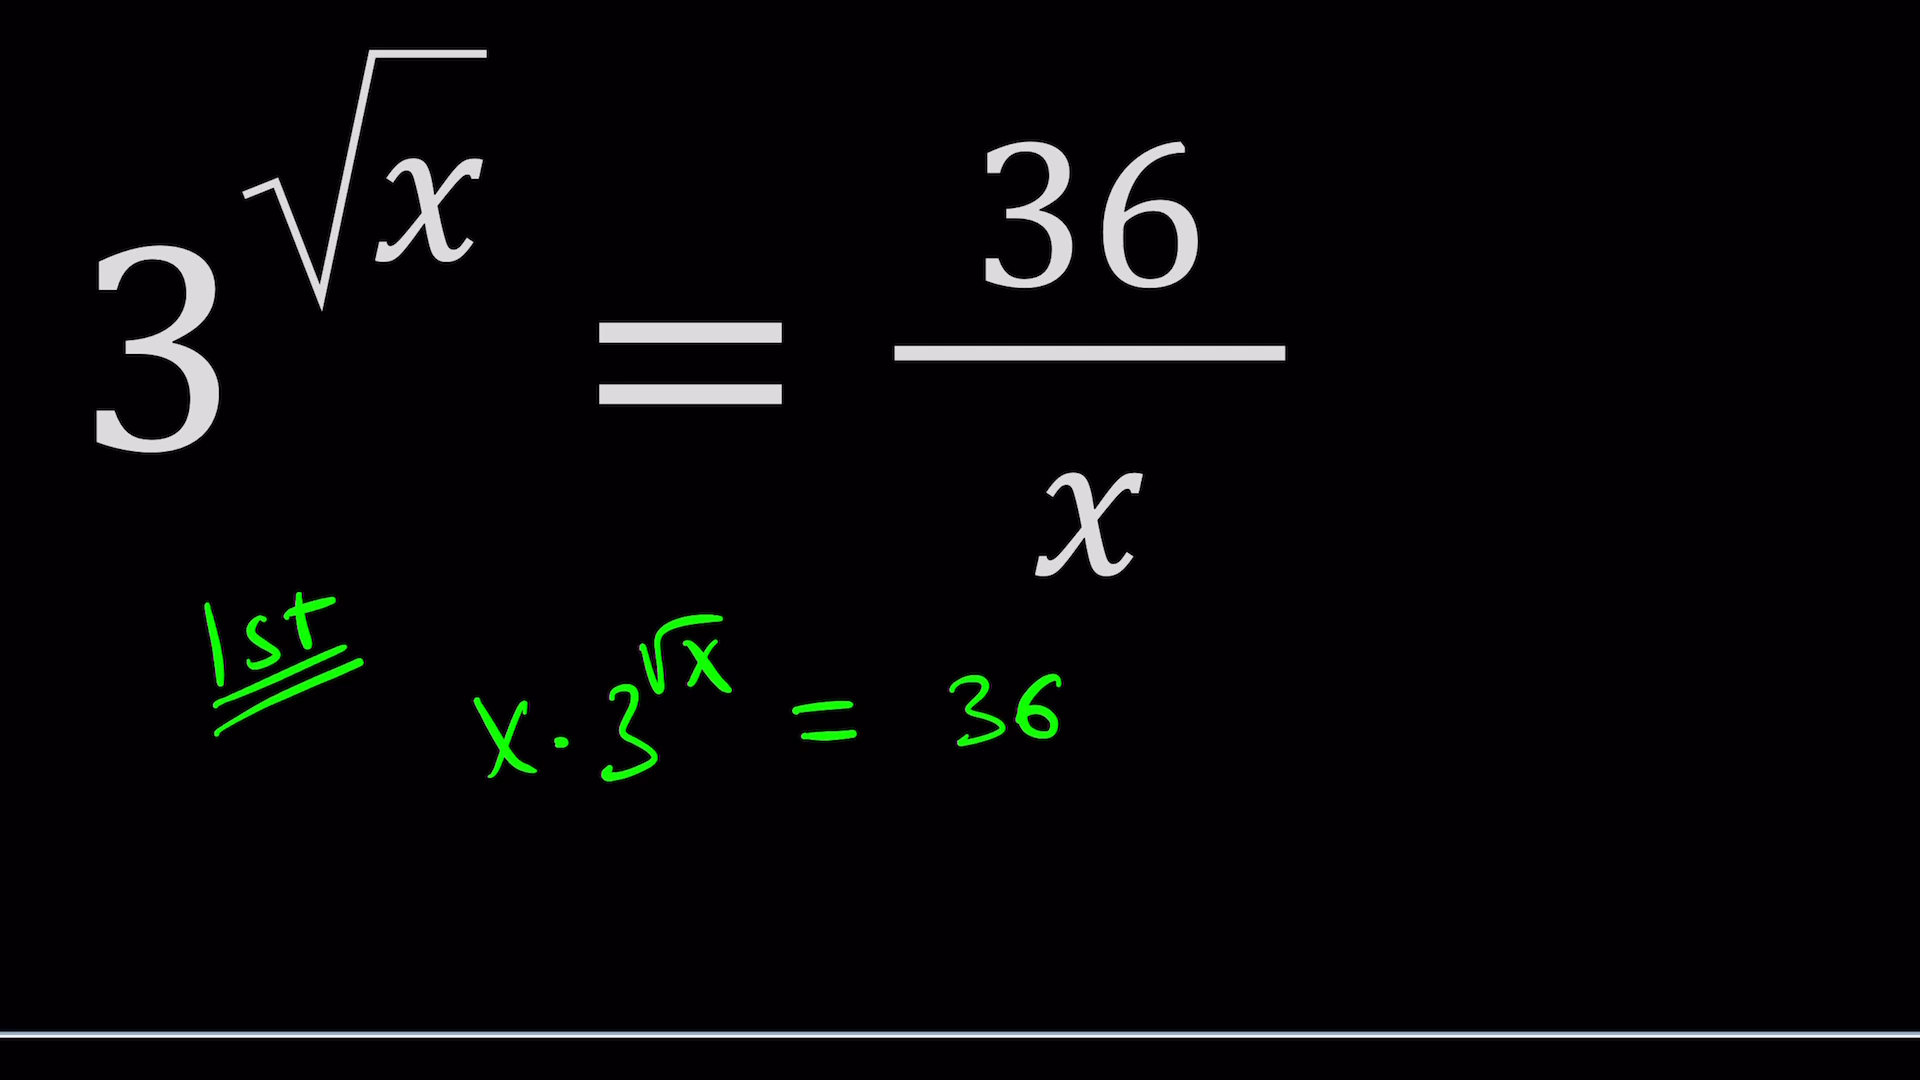 3^√x = 36/x
1st
x · 3^√x = 36